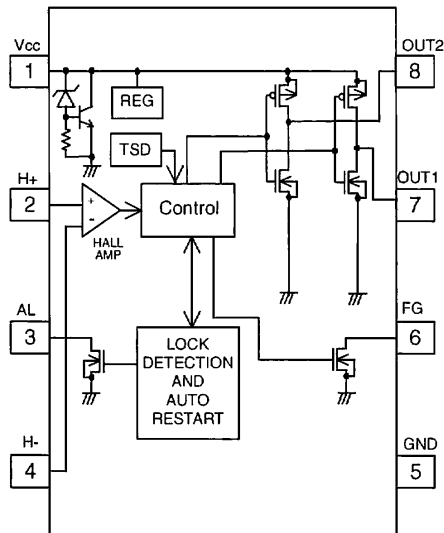 Vcc
1
OUT2
8
REG
TSD
H+
2
+
-
HALL
AMP
Control
OUT1
7
AL
3
LOCK
DETECTION
AND
AUTO
RESTART
FG
6
H-
4
GND
5